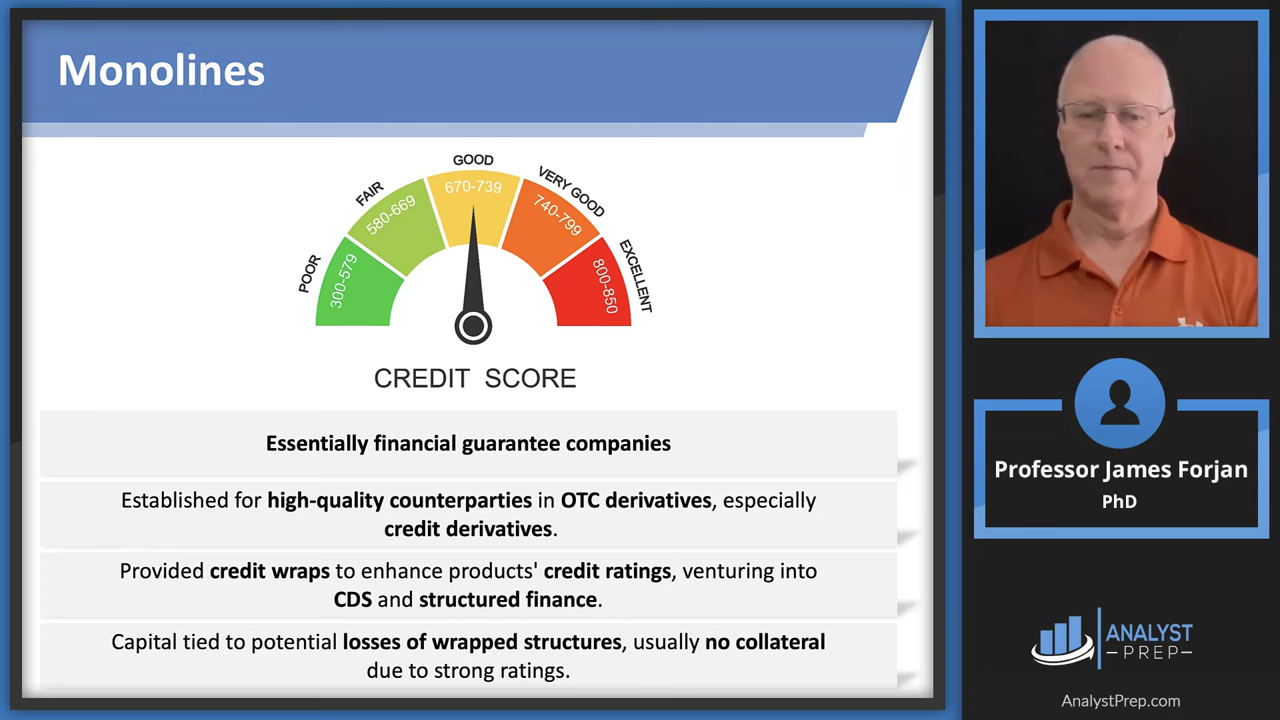 Monolines
POOR
300-579
FAIR
580-669
GOOD
670-739
VERY GOOD
740-799
EXCELLENT
800-850
CREDIT SCORE
Essentially financial guarantee companies
Established for high-quality counterparties in OTC derivatives, especially
credit derivatives.
Provided credit wraps to enhance products' credit ratings, venturing into
CDS and structured finance.
Capital tied to potential losses of wrapped structures, usually no collateral
due to strong ratings.
Professor James Forjan
PhD
ANALYST
PREP
AnalystPrep.com